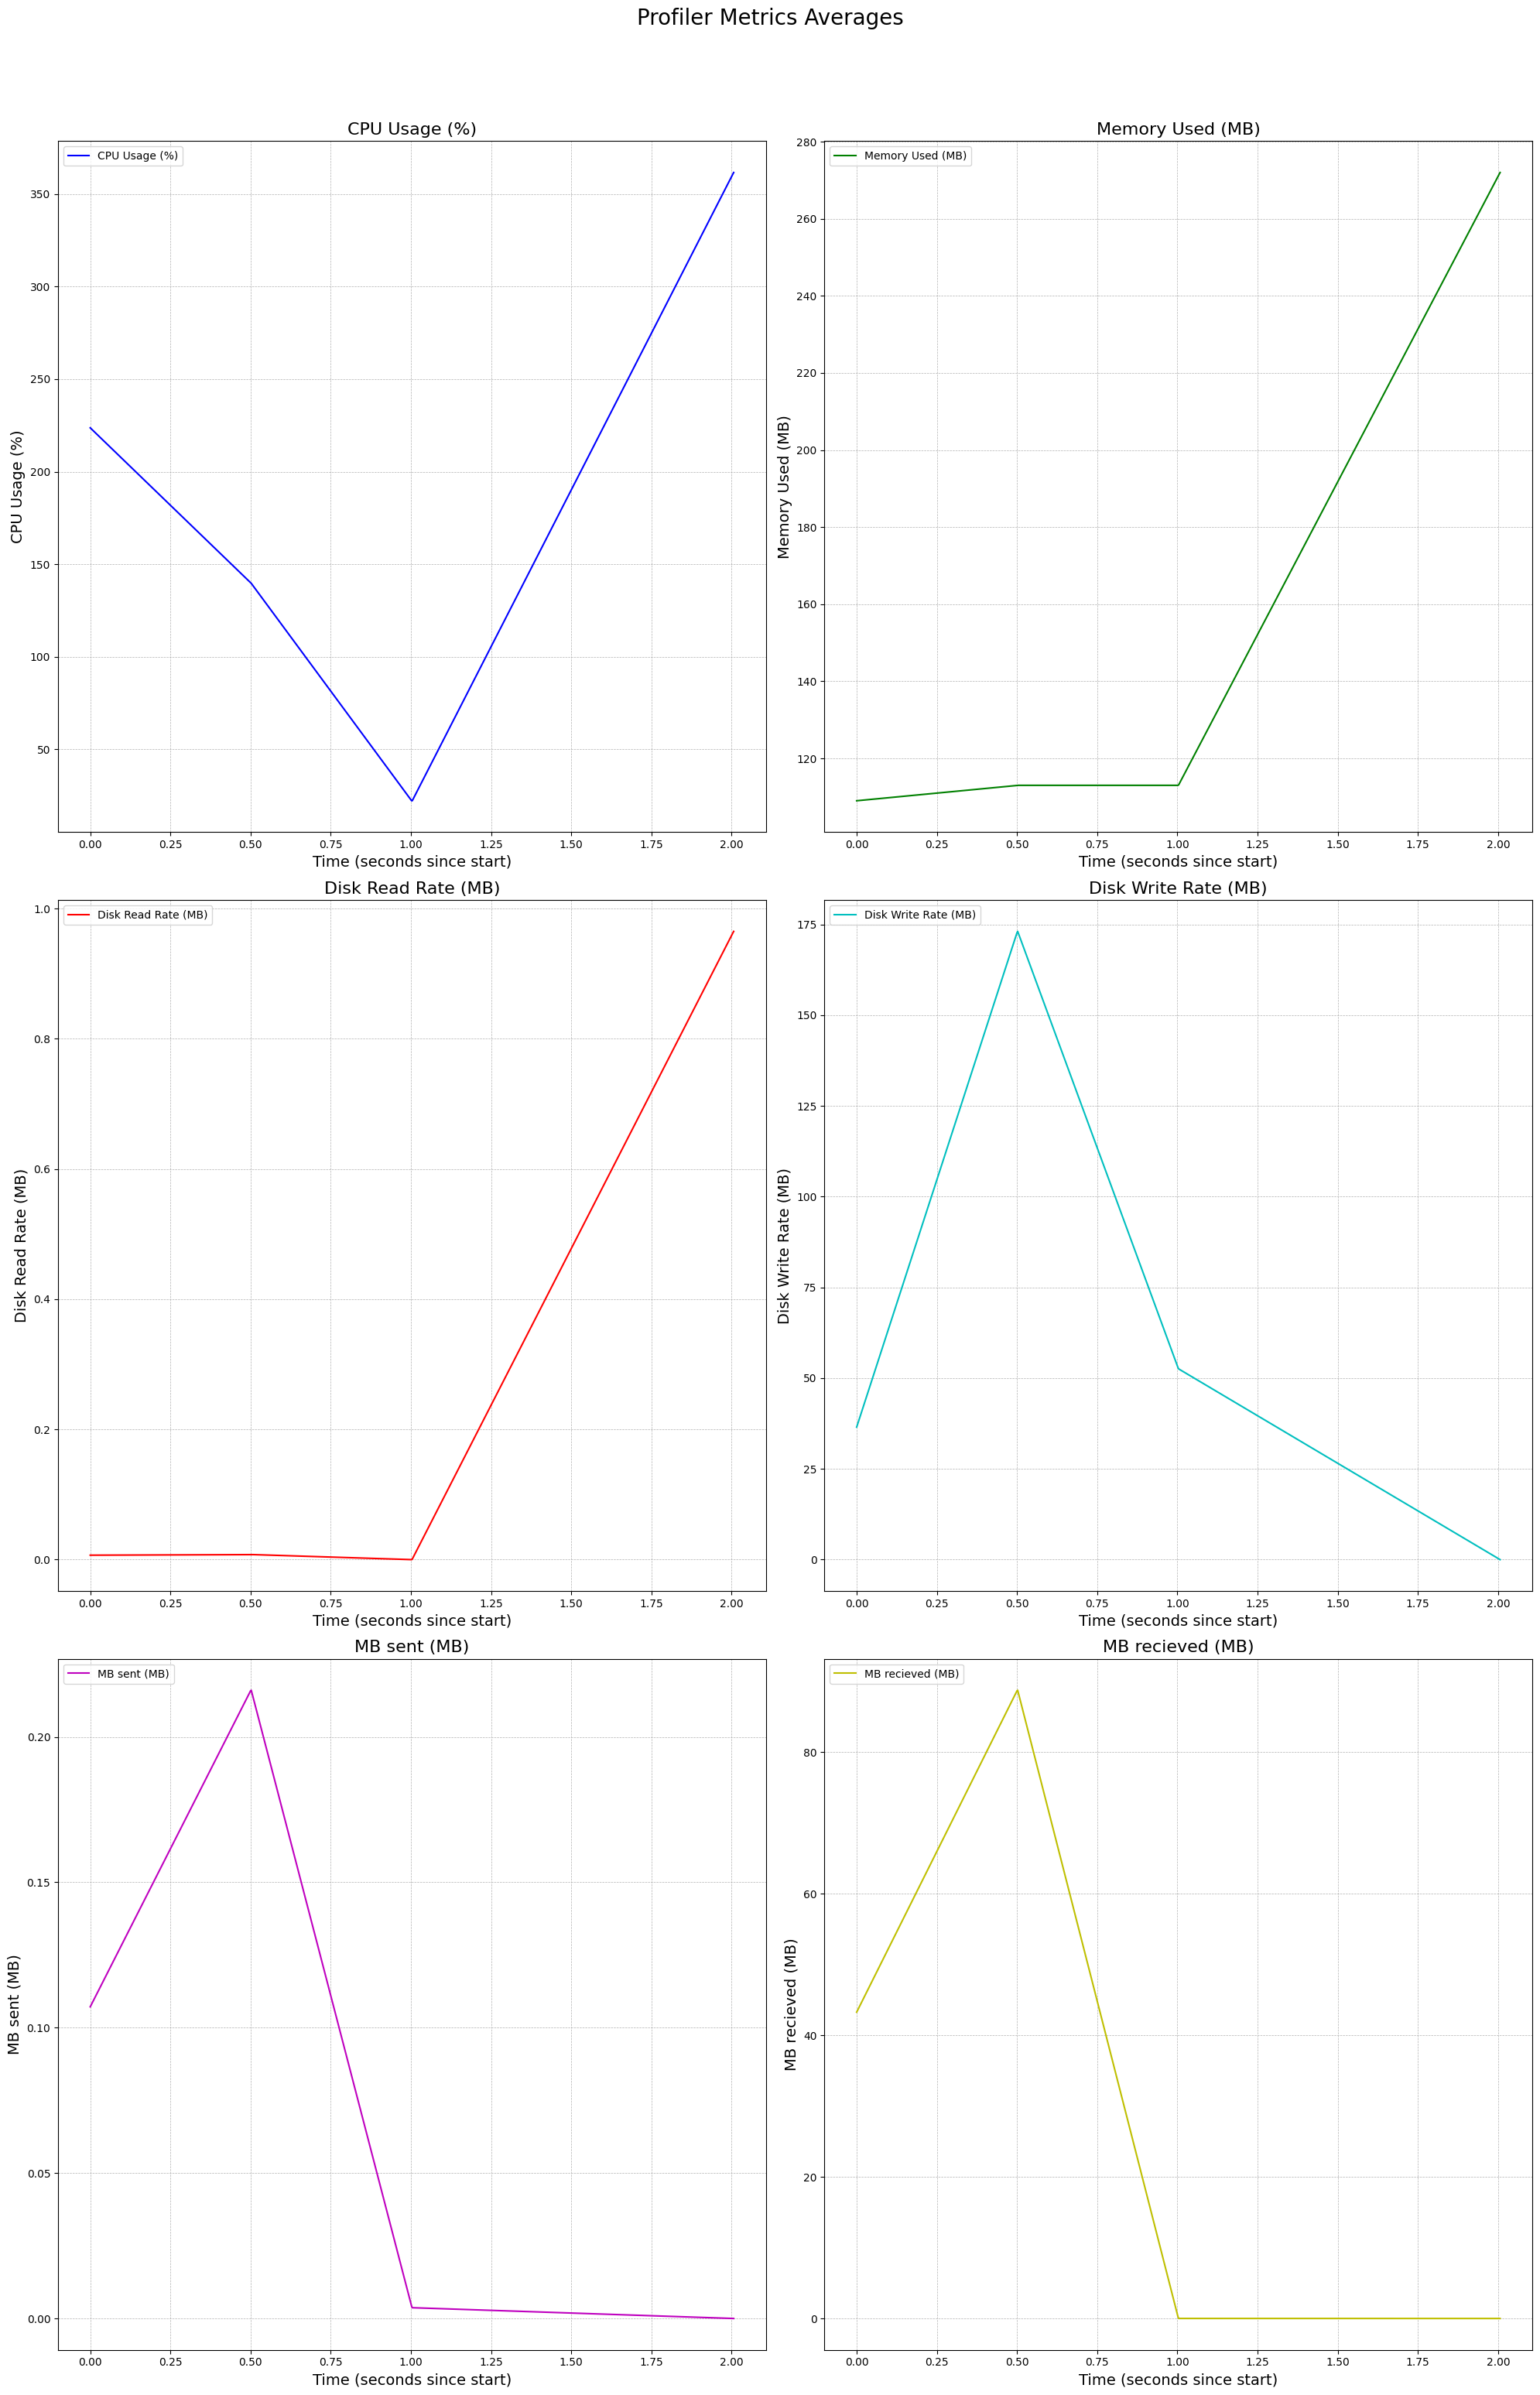 Profiler Metrics Averages
CPU Usage (%)
CPU Usage (%)
CPU Usage (%)
350
300
250
200
150
100
50
0.00 0.25 0.50 0.75 1.00 1.25 1.50 1.75 2.00
Time (seconds since start)
Memory Used (MB)
Memory Used (MB)
Memory Used (MB)
280
260
240
220
200
180
160
140
120
0.00 0.25 0.50 0.75 1.00 1.25 1.50 1.75 2.00
Time (seconds since start)
Disk Read Rate (MB)
Disk Read Rate (MB)
Disk Read Rate (MB)
1.0
0.8
0.6
0.4
0.2
0.0
0.00 0.25 0.50 0.75 1.00 1.25 1.50 1.75 2.00
Time (seconds since start)
Disk Write Rate (MB)
Disk Write Rate (MB)
Disk Write Rate (MB)
175
150
125
100
75
50
25
0
0.00 0.25 0.50 0.75 1.00 1.25 1.50 1.75 2.00
Time (seconds since start)
MB sent (MB)
MB sent (MB)
MB sent (MB)
0.20
0.15
0.10
0.05
0.00
0.00 0.25 0.50 0.75 1.00 1.25 1.50 1.75 2.00
Time (seconds since start)
MB recieved (MB)
MB recieved (MB)
MB recieved (MB)
80
60
40
20
0
0.00 0.25 0.50 0.75 1.00 1.25 1.50 1.75 2.00
Time (seconds since start)